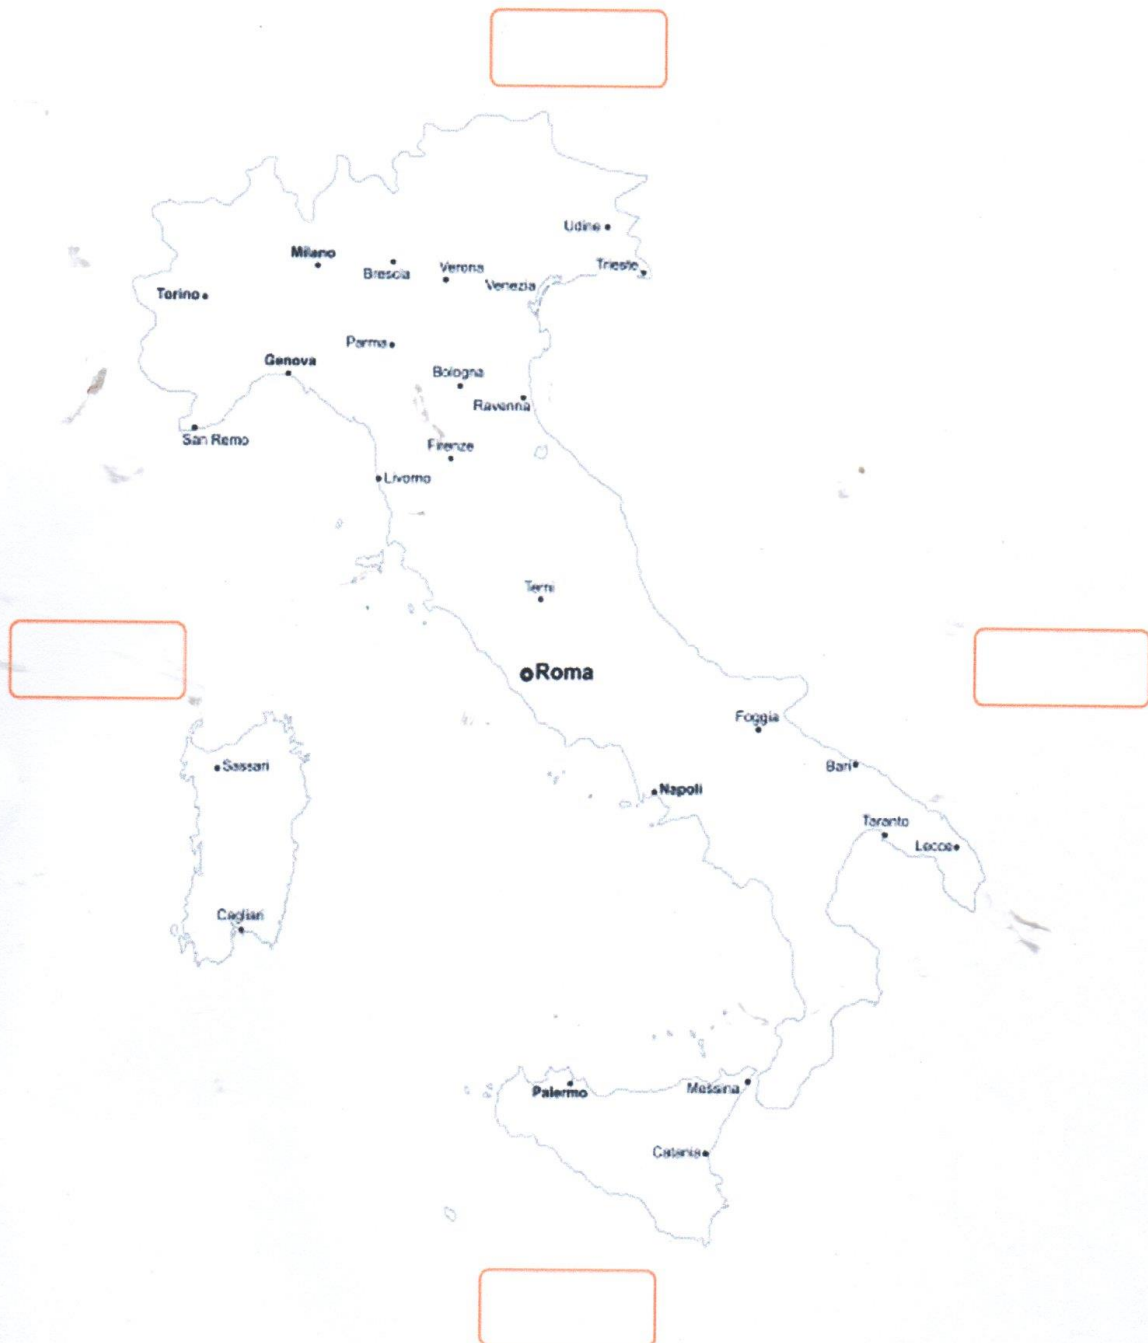 Udine
Milano
Brescia
Verona
Venezia
Trieste
Torino
Parma
Genova
Bologna
Ravenna
San Remo
Firenze
Livorno
Terni
Roma
Foggia
Sassari
Bari
Napoli
Taranto
Lecce
Cagliari
Palermo
Messina
Catania